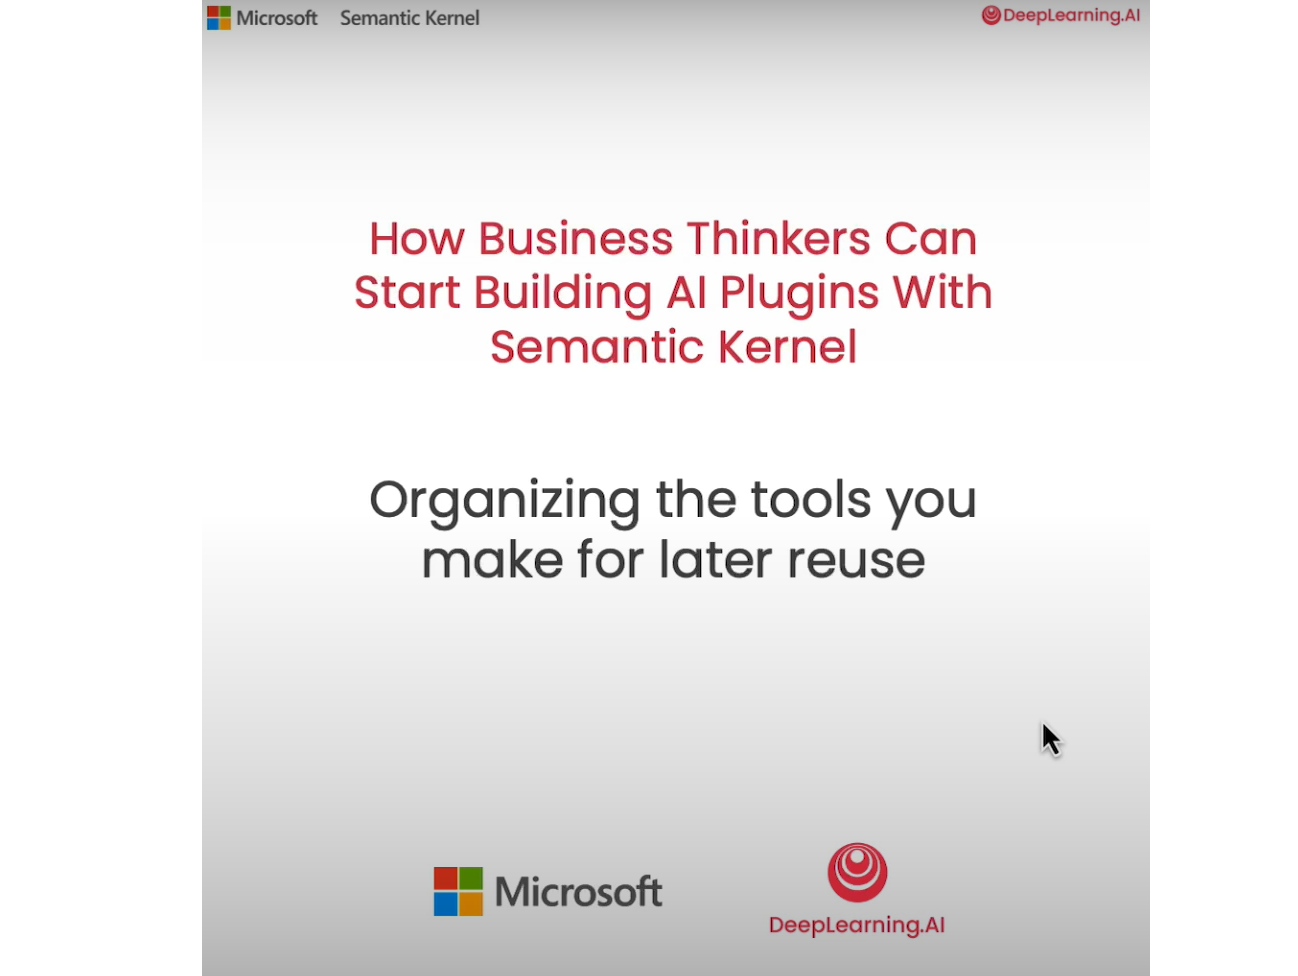 Microsoft Semantic Kernel
DeepLearning.AI
How Business Thinkers Can
Start Building AI Plugins With
Semantic Kernel
Organizing the tools you
make for later reuse
Microsoft
DeepLearning.AI